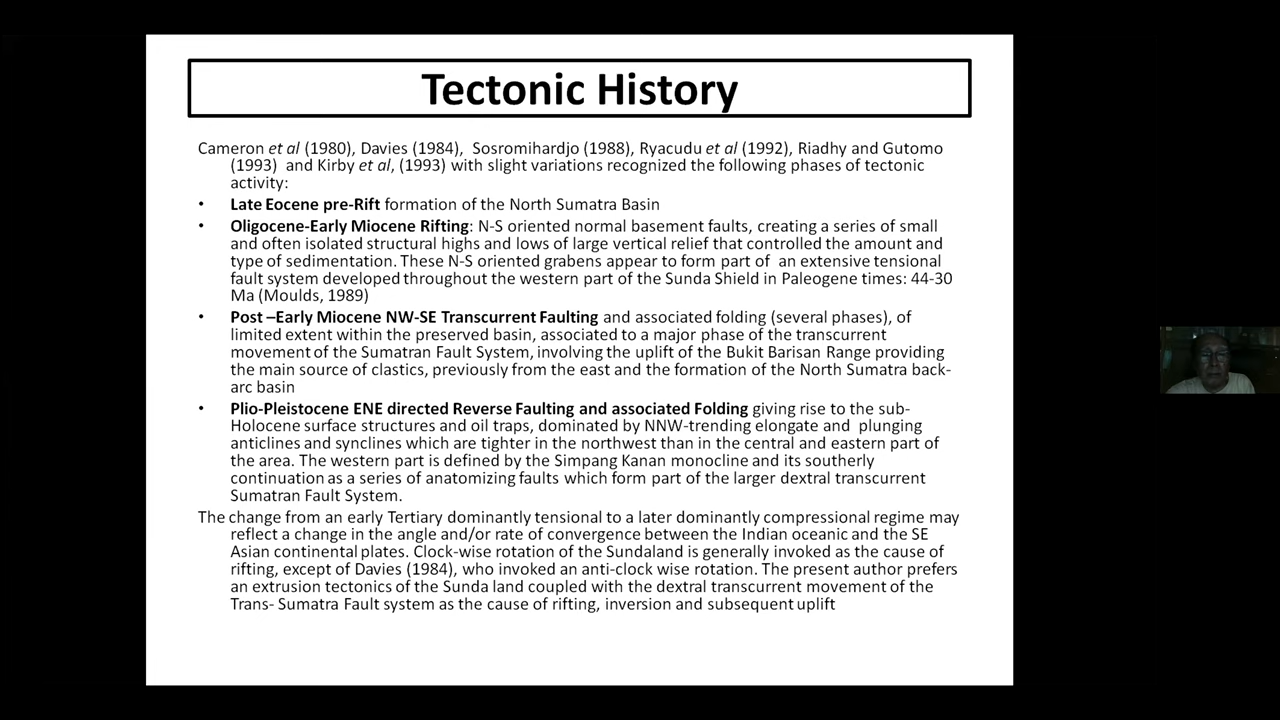 Tectonic History
Cameron et al (1980), Davies (1984), Sosromihardjo (1988), Ryacudu et al (1992), Riadhy and Gutomo
(1993) and Kirby et al, (1993) with slight variations recognized the following phases of tectonic
activity:
• Late Eocene pre-Rift formation of the North Sumatra Basin
• Oligocene-Early Miocene Rifting: N-S oriented normal basement faults, creating a series of small
and often isolated structural highs and lows of large vertical relief that controlled the amount and
type of sedimentation. These N-S oriented grabens appear to form part of an extensive tensional
fault system developed throughout the western part of the Sunda Shield in Paleogene times: 44-30
Ma (Moulds, 1989)
• Post –Early Miocene NW-SE Transcurrent Faulting and associated folding (several phases), of
limited extent within the preserved basin, associated to a major phase of the transcurrent
movement of the Sumatran Fault System, involving the uplift of the Bukit Barisan Range providing
the main source of clastics, previously from the east and the formation of the North Sumatra back-
arc basin
• Plio-Pleistocene ENE directed Reverse Faulting and associated Folding giving rise to the sub-
Holocene surface structures and oil traps, dominated by NNW-trending elongate and plunging
anticlines and synclines which are tighter in the northwest than in the central and eastern part of
the area. The western part is defined by the Simpang Kanan monocline and its southerly
continuation as a series of anatomizing faults which form part of the larger dextral transcurrent
Sumatran Fault System.
The change from an early Tertiary dominantly tensional to a later dominantly compressional regime may
reflect a change in the angle and/or rate of convergence between the Indian oceanic and the SE
Asian continental plates. Clock-wise rotation of the Sundaland is generally invoked as the cause of
rifting, except of Davies (1984), who invoked an anti-clock wise rotation. The present author prefers
an extrusion tectonics of the Sunda land coupled with the dextral transcurrent movement of the
Trans- Sumatra Fault system as the cause of rifting, inversion and subsequent uplift